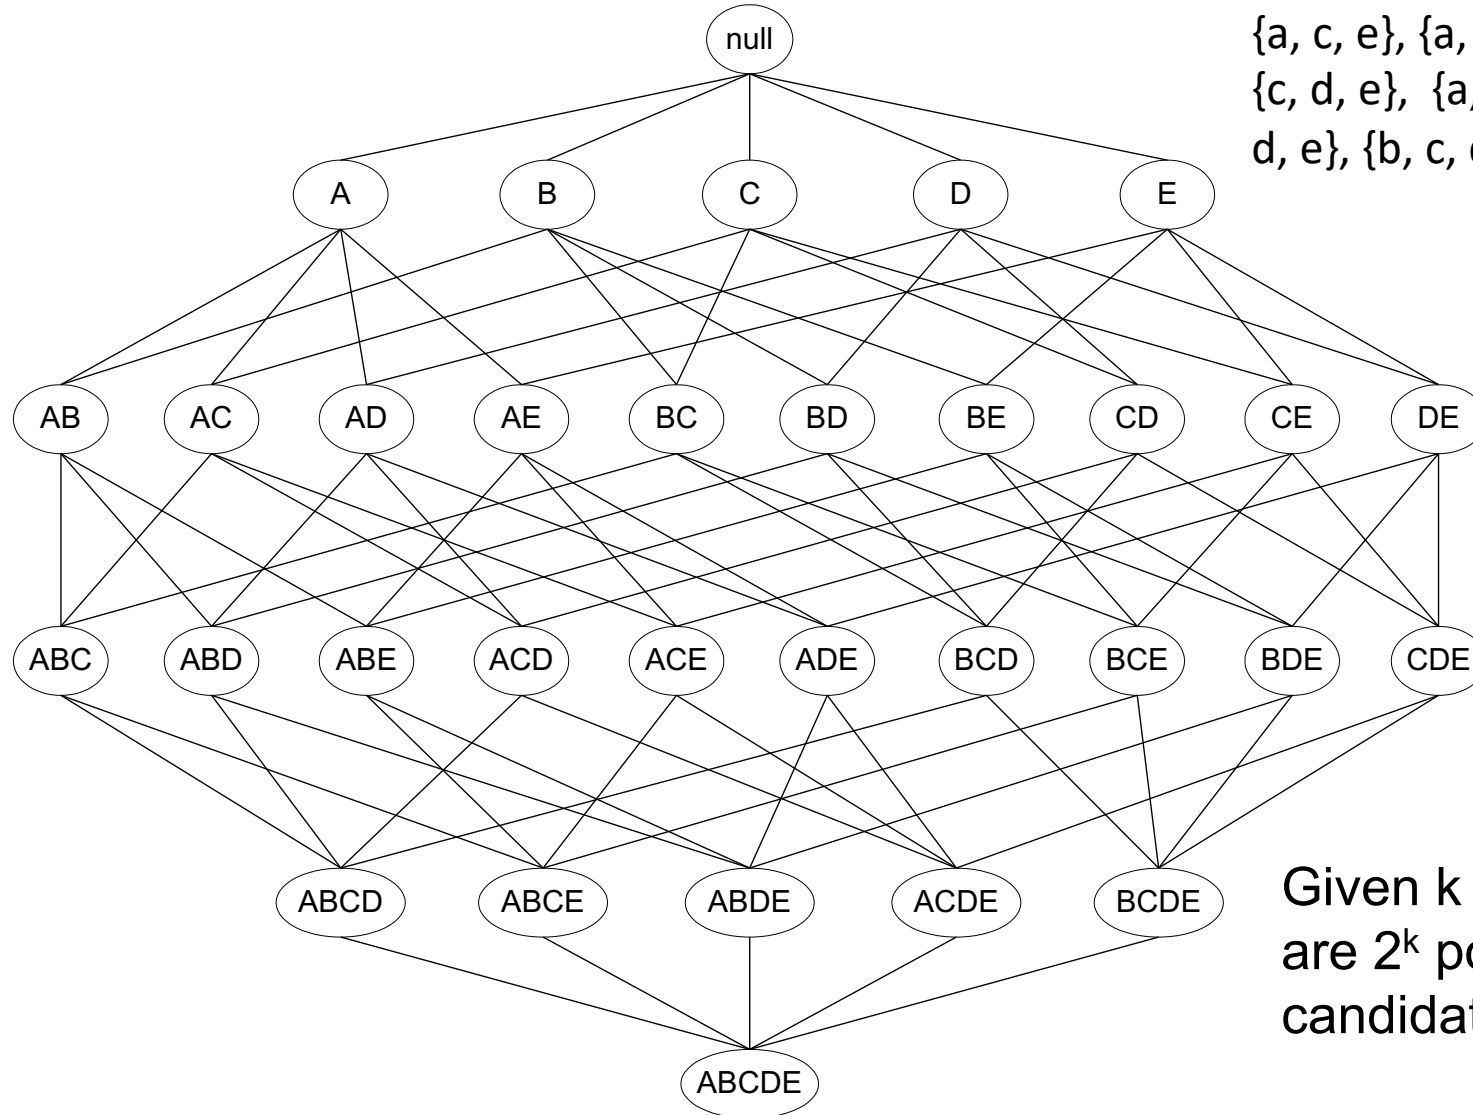 null
{a, c, e}, {a,
{c, d, e}, {a,
d, e}, {b, c,
A B C D E
AB AC AD AE BC BD BE CD CE DE
ABC ABD ABE ACD ACE ADE BCD BCE BDE CDE
ABCD ABCE ABDE ACDE BCDE
Given k
are 2ᵏ
ABCDE